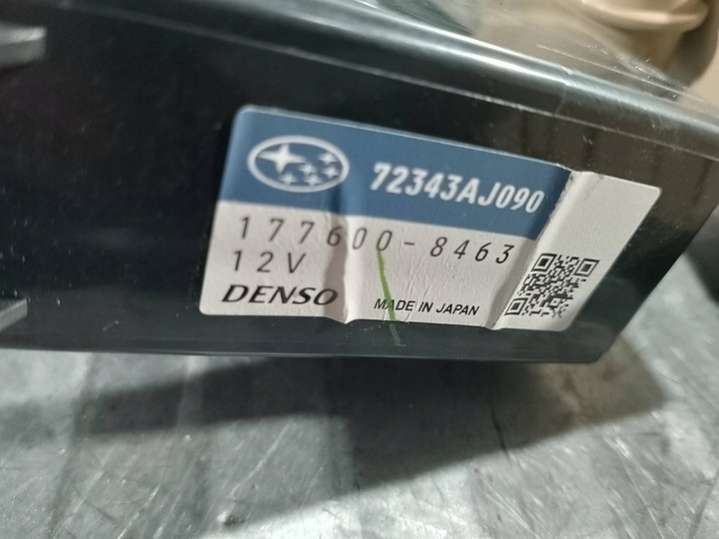 72343AJ090
177600-8463
12V
DENSO
MADE IN JAPAN